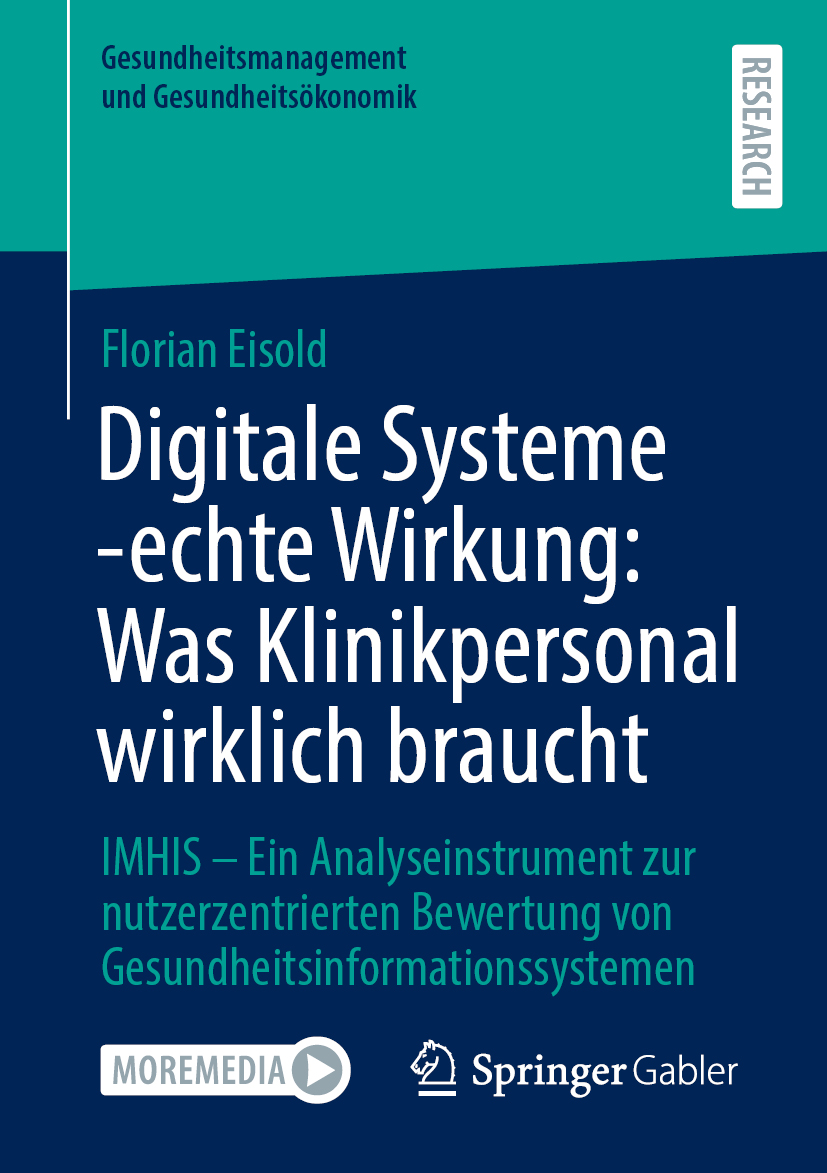 Gesundheitsmanagement
und Gesundheitsökonomik
RESEARCH
Florian Eisold
Digitale Systeme
-echte Wirkung:
Was Klinikpersonal
wirklich braucht
IMHIS – Ein Analyseinstrument zur
nutzerzentrierten Bewertung von
Gesundheitsinformationssystemen
MOREMEDIA
Springer Gabler